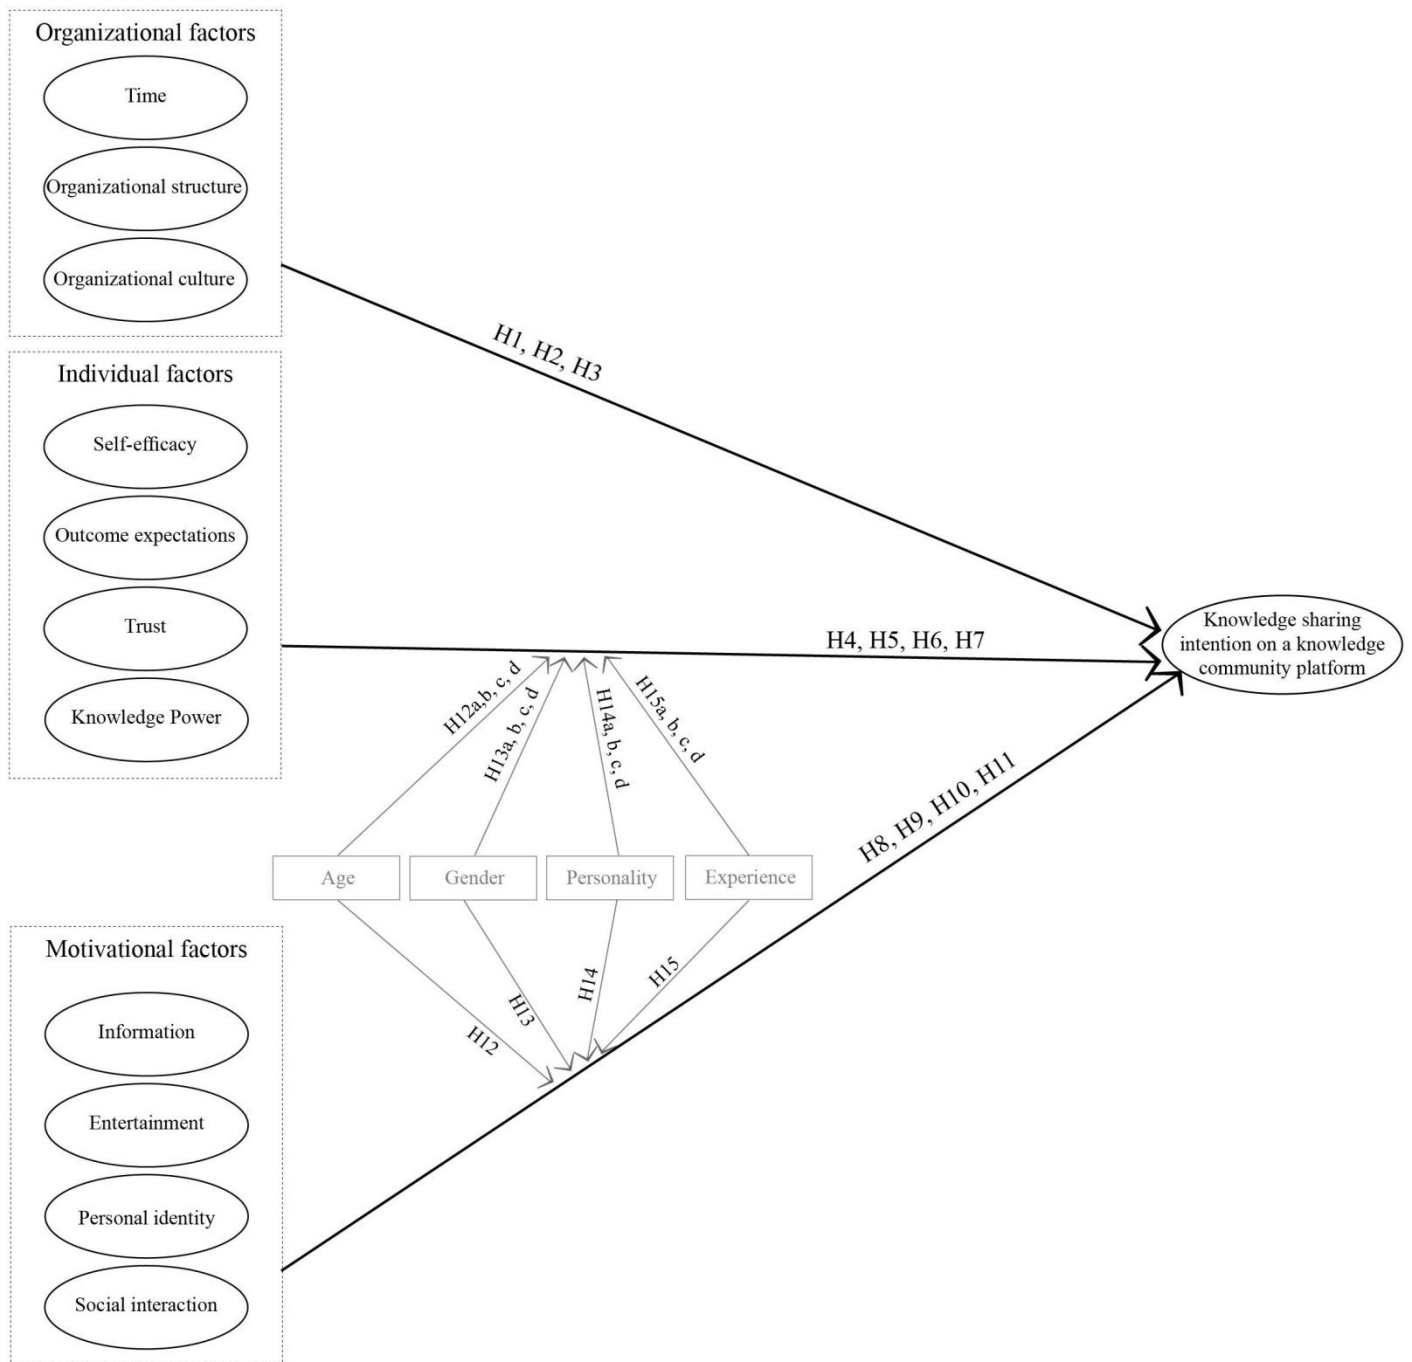 Organizational factors
Time
Organizational structure
Organizational culture
H1, H2, H3
Individual factors
Self-efficacy
Outcome expectations
Trust
Knowledge Power
H4, H5, H6, H7
Knowledge sharing
intention on a knowledge
community platform
H12a,b, c, d
H13a, b, c, d
H14a, b, c, d
H15a, b, c, d
H8, H9, H10, H11
Age
Gender
Personality
Experience
H12
H13
H14
H15
Motivational factors
Information
Entertainment
Personal identity
Social interaction